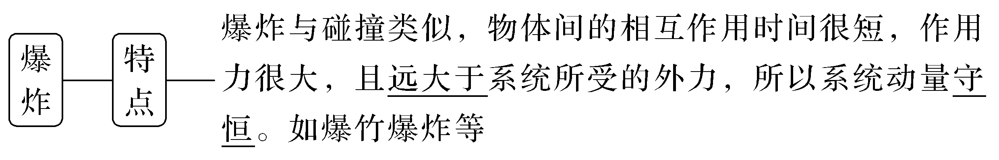 爆炸
特点
爆炸与碰撞类似，物体间的相互作用时间很短，作用
力很大，且远大于系统所受的外力，所以系统动量守
恒。如爆竹爆炸等